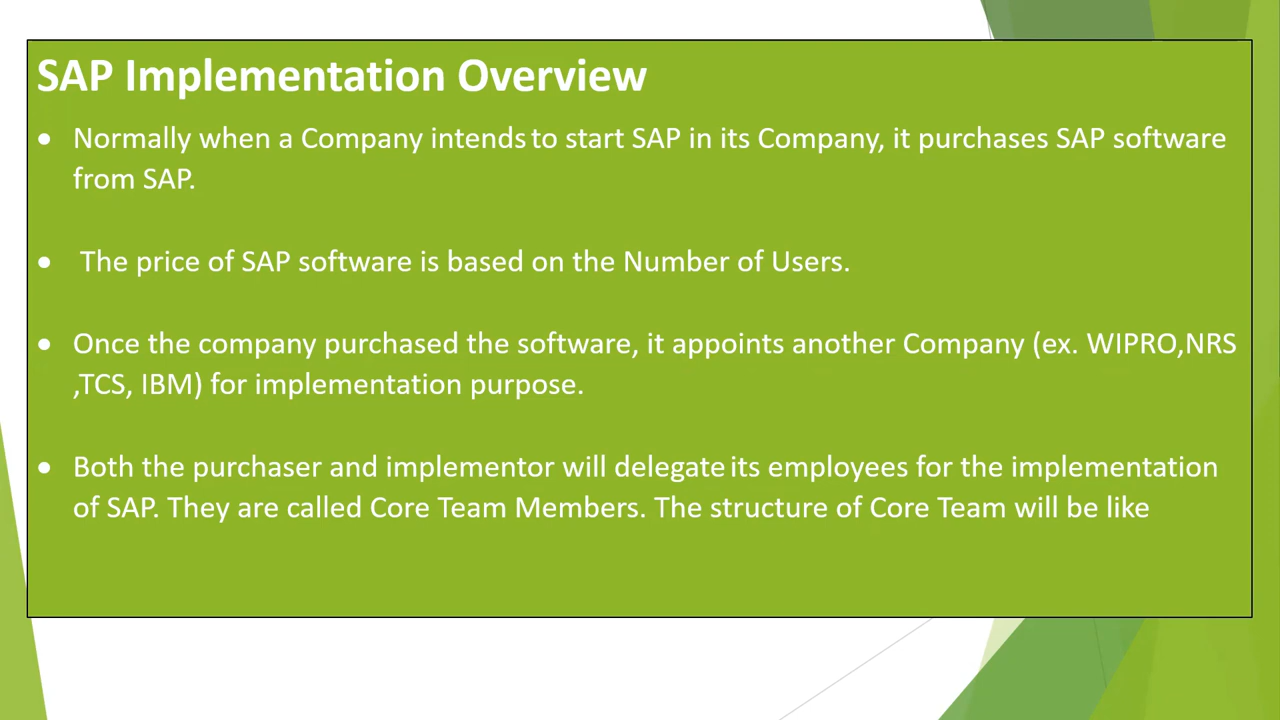 SAP Implementation Overview
● Normally when a Company intends to start SAP in its Company, it purchases SAP software
from SAP.
● The price of SAP software is based on the Number of Users.
● Once the company purchased the software, it appoints another Company (ex. WIPRO,NRS
,TCS, IBM) for implementation purpose.
● Both the purchaser and implementor will delegate its employees for the implementation
of SAP. They are called Core Team Members. The structure of Core Team will be like